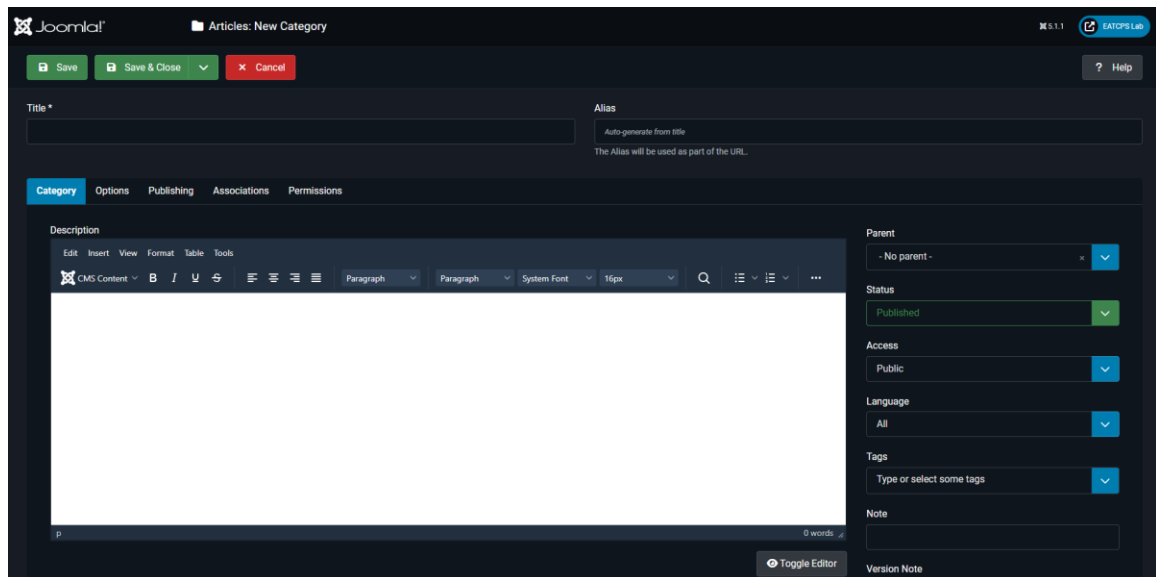 Joomla!
Articles: New Category
5.1.1
EATCPS Lab
Save
Save & Close
× Cancel
? Help
Title *
Alias
Auto-generate from title
The Alias will be used as part of the URL.
Category Options Publishing Associations Permissions
Description
Edit Insert View Format Table Tools
CMS Content B I U S Paragraph Paragraph System Font 16px ...
p
0 words
Toggle Editor
Parent
- No parent - ×
Status
Published
Access
Public
Language
All
Tags
Type or select some tags
Note
Version Note